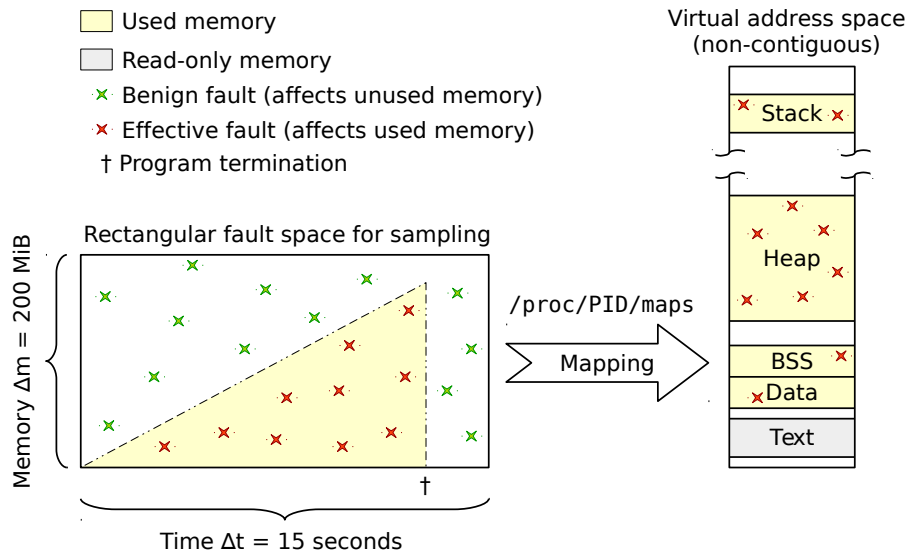 Used memory
Read-only memory
Benign fault (affects unused memory)
Effective fault (affects used memory)
† Program termination
Virtual address space
(non-contiguous)
Stack
Heap
BSS
Data
Text
Rectangular fault space for sampling
Memory Δm = 200 MiB
†
Time Δt = 15 seconds
/proc/PID/maps
Mapping